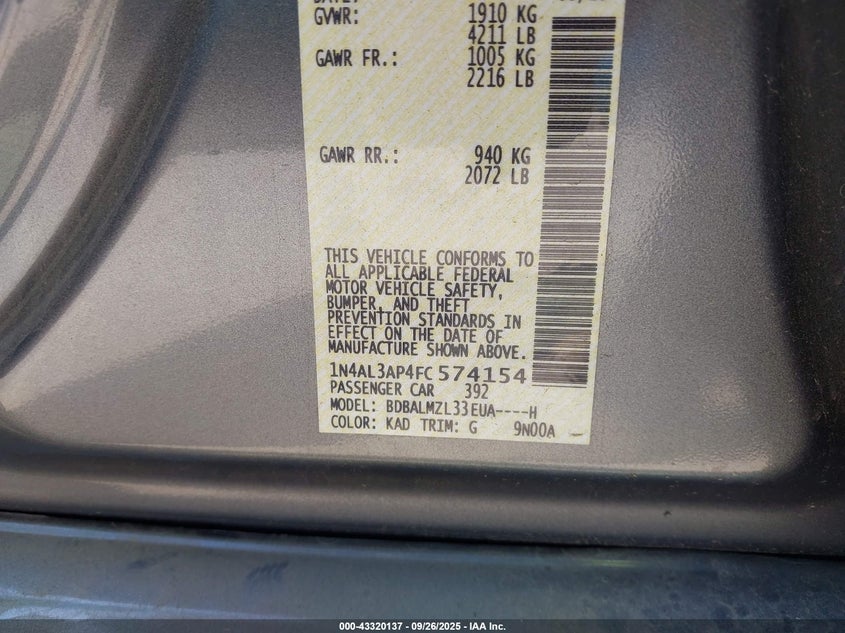 GVWR: 1910 KG
4211 LB
GAWR FR.: 1005 KG
2216 LB
GAWR RR.: 940 KG
2072 LB
THIS VEHICLE CONFORMS TO
ALL APPLICABLE FEDERAL
MOTOR VEHICLE SAFETY,
BUMPER, AND THEFT
PREVENTION STANDARDS IN
EFFECT ON THE DATE OF
MANUFACTURE SHOWN ABOVE.
1N4AL3AP4FC574154
PASSENGER CAR 392
MODEL: BDBALMZL33EUA----H
COLOR: KAD TRIM: G 9N00A
000-43320137 - 09/26/2025 - IAA Inc.